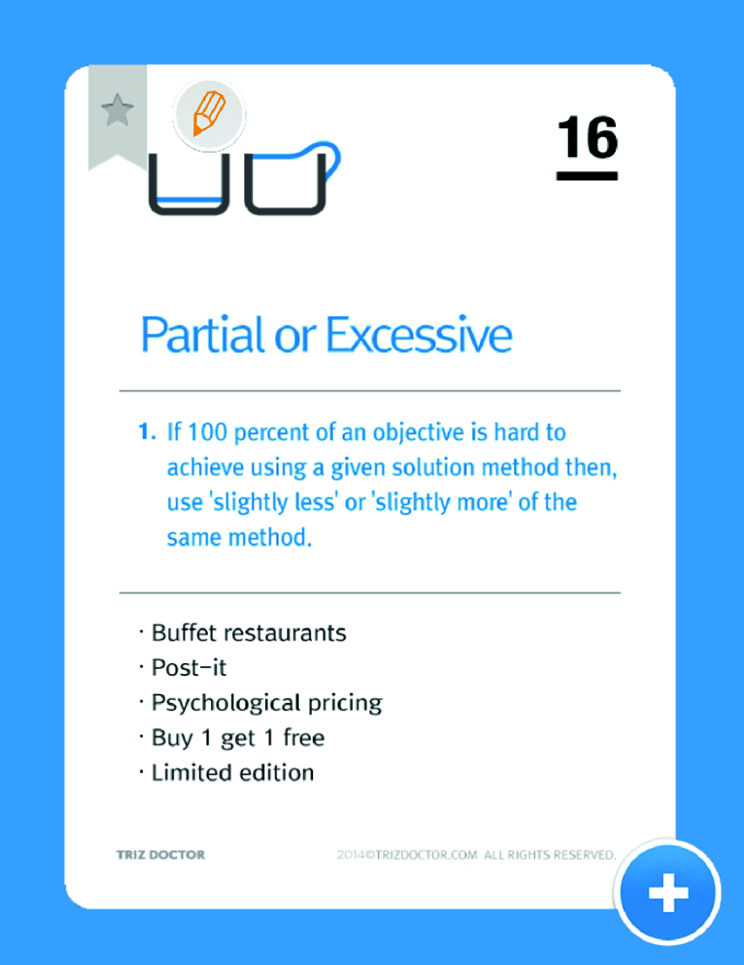 16
Partial or Excessive
1. If 100 percent of an objective is hard to
achieve using a given solution method then,
use 'slightly less' or 'slightly more' of the
same method.
· Buffet restaurants
· Post-it
· Psychological pricing
· Buy 1 get 1 free
· Limited edition
TRIZ DOCTOR 2014©TRIZDOCTOR.COM ALL RIGHTS RESERVED.